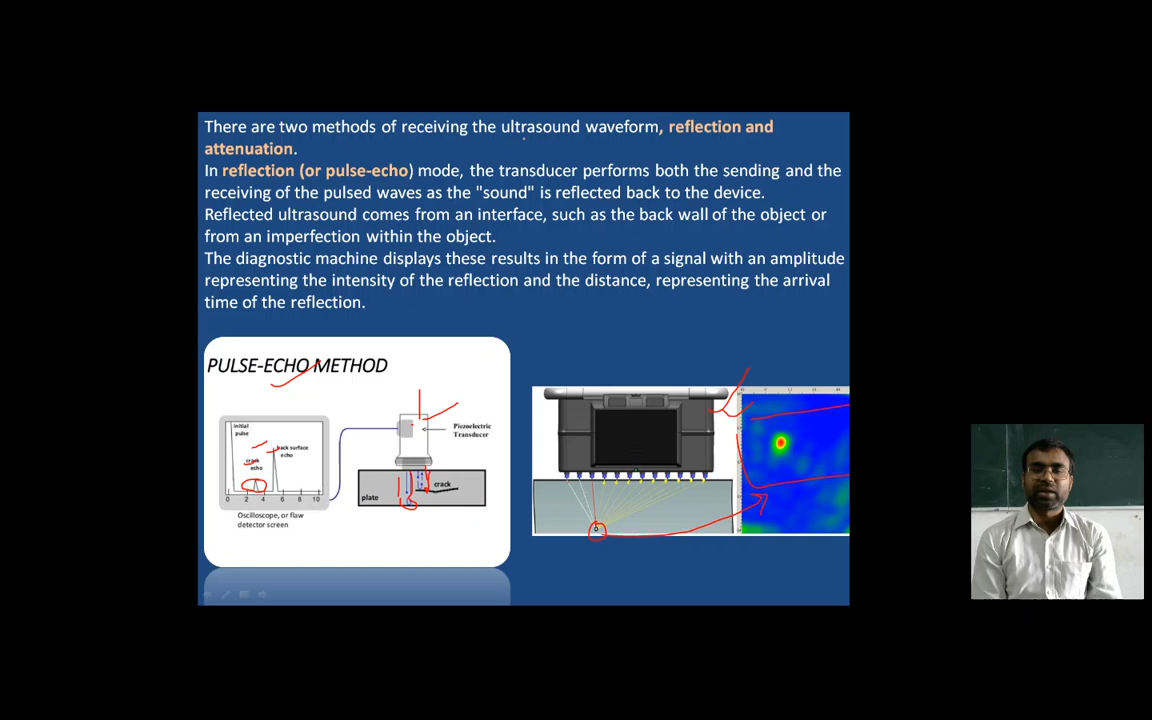 There are two methods of receiving the ultrasound waveform, reflection and
attenuation.
In reflection (or pulse-echo) mode, the transducer performs both the sending and the
receiving of the pulsed waves as the "sound" is reflected back to the device.
Reflected ultrasound comes from an interface, such as the back wall of the object or
from an imperfection within the object.
The diagnostic machine displays these results in the form of a signal with an amplitude
representing the intensity of the reflection and the distance, representing the arrival
time of the reflection.
PULSE-ECHO METHOD
initial
pulse
back surface
echo
crack
echo
0 2 4 6 8 10
Oscilloscope, or flaw
detector screen
Piezoelectric
Transducer
crack
plate